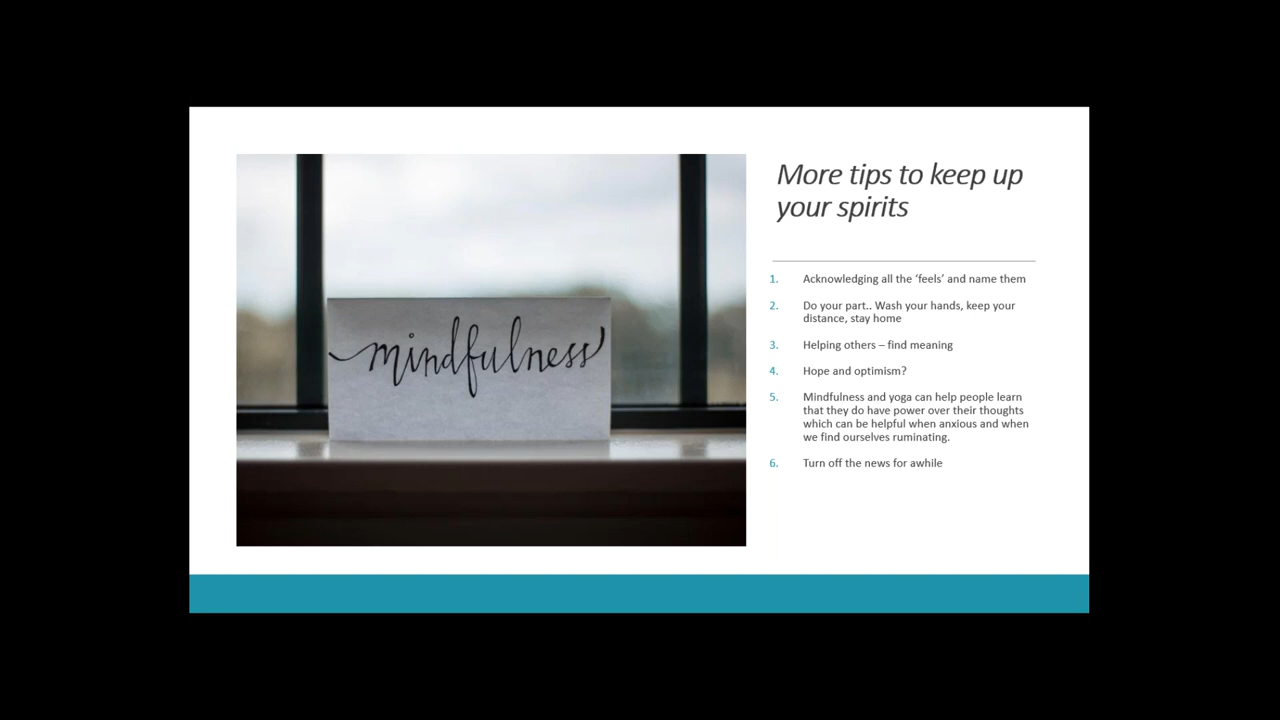 mindfulness
More tips to keep up
your spirits
1. Acknowledging all the ‘feels’ and name them
2. Do your part.. Wash your hands, keep your
distance, stay home
3. Helping others – find meaning
4. Hope and optimism?
5. Mindfulness and yoga can help people learn
that they do have power over their thoughts
which can be helpful when anxious and when
we find ourselves ruminating.
6. Turn off the news for awhile